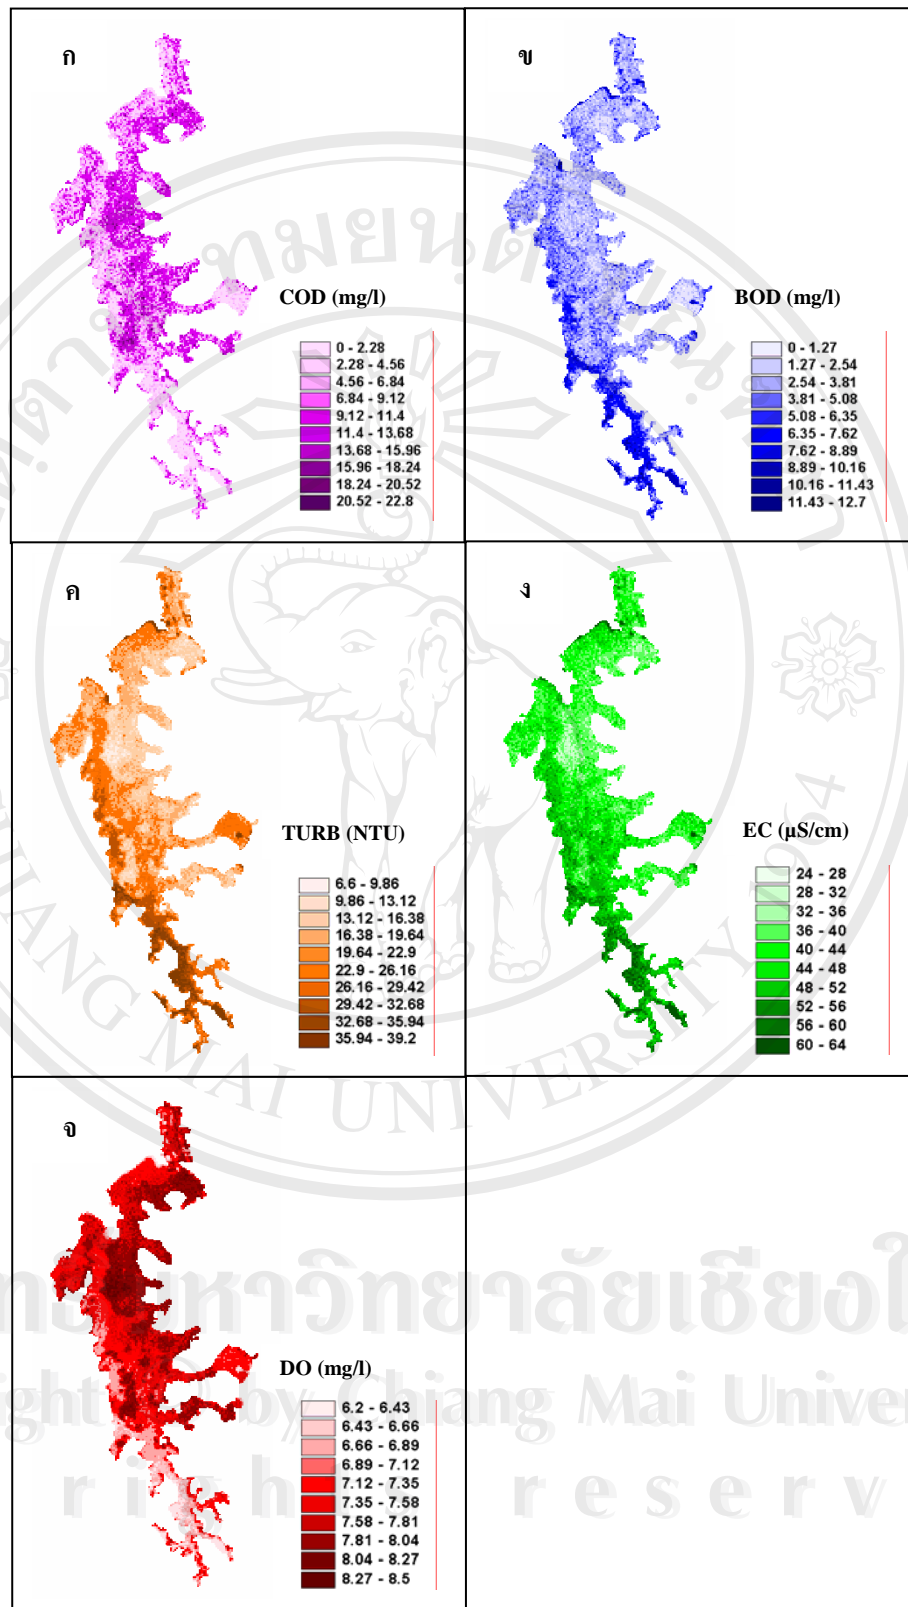 ก
COD (mg/l)
0 - 2.28
2.28 - 4.56
4.56 - 6.84
6.84 - 9.12
9.12 - 11.4
11.4 - 13.68
13.68 - 15.96
15.96 - 18.24
18.24 - 20.52
20.52 - 22.8
ข
BOD (mg/l)
0 - 1.27
1.27 - 2.54
2.54 - 3.81
3.81 - 5.08
5.08 - 6.35
6.35 - 7.62
7.62 - 8.89
8.89 - 10.16
10.16 - 11.43
11.43 - 12.7
ค
TURB (NTU)
6.6 - 9.86
9.86 - 13.12
13.12 - 16.38
16.38 - 19.64
19.64 - 22.9
22.9 - 26.16
26.16 - 29.42
29.42 - 32.68
32.68 - 35.94
35.94 - 39.2
ง
EC (µS/cm)
24 - 28
28 - 32
32 - 36
36 - 40
40 - 44
44 - 48
48 - 52
52 - 56
56 - 60
60 - 64
จ
DO (mg/l)
6.2 - 6.43
6.43 - 6.66
6.66 - 6.89
6.89 - 7.12
7.12 - 7.35
7.35 - 7.58
7.58 - 7.81
7.81 - 8.04
8.04 - 8.27
8.27 - 8.5
MAI UNIVERSITY 1964
by Chiang Mai Univer
r e s e r v